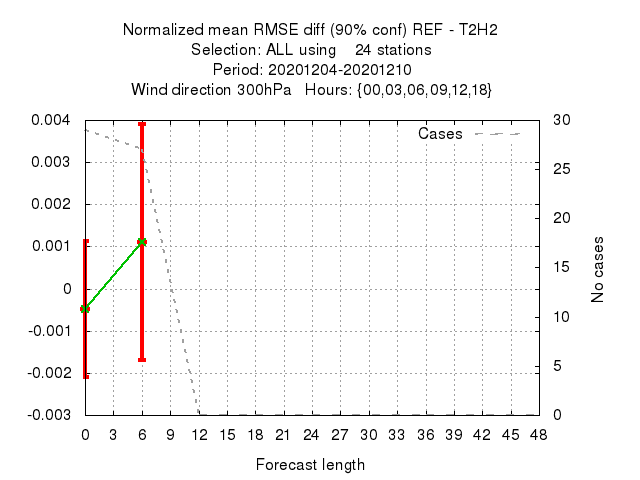 Normalized mean RMSE diff (90% conf) REF - T2H2
Selection: ALL using 24 stations
Period: 20201204-20201210
Wind direction 300hPa Hours: {00,03,06,09,12,18}
0.004
0.003
0.002
0.001
0
-0.001
-0.002
-0.003
Cases
30
25
20
15
10
5
0
No cases
0 3 6 9 12 15 18 21 24 27 30 33 36 39 42 45 48
Forecast length